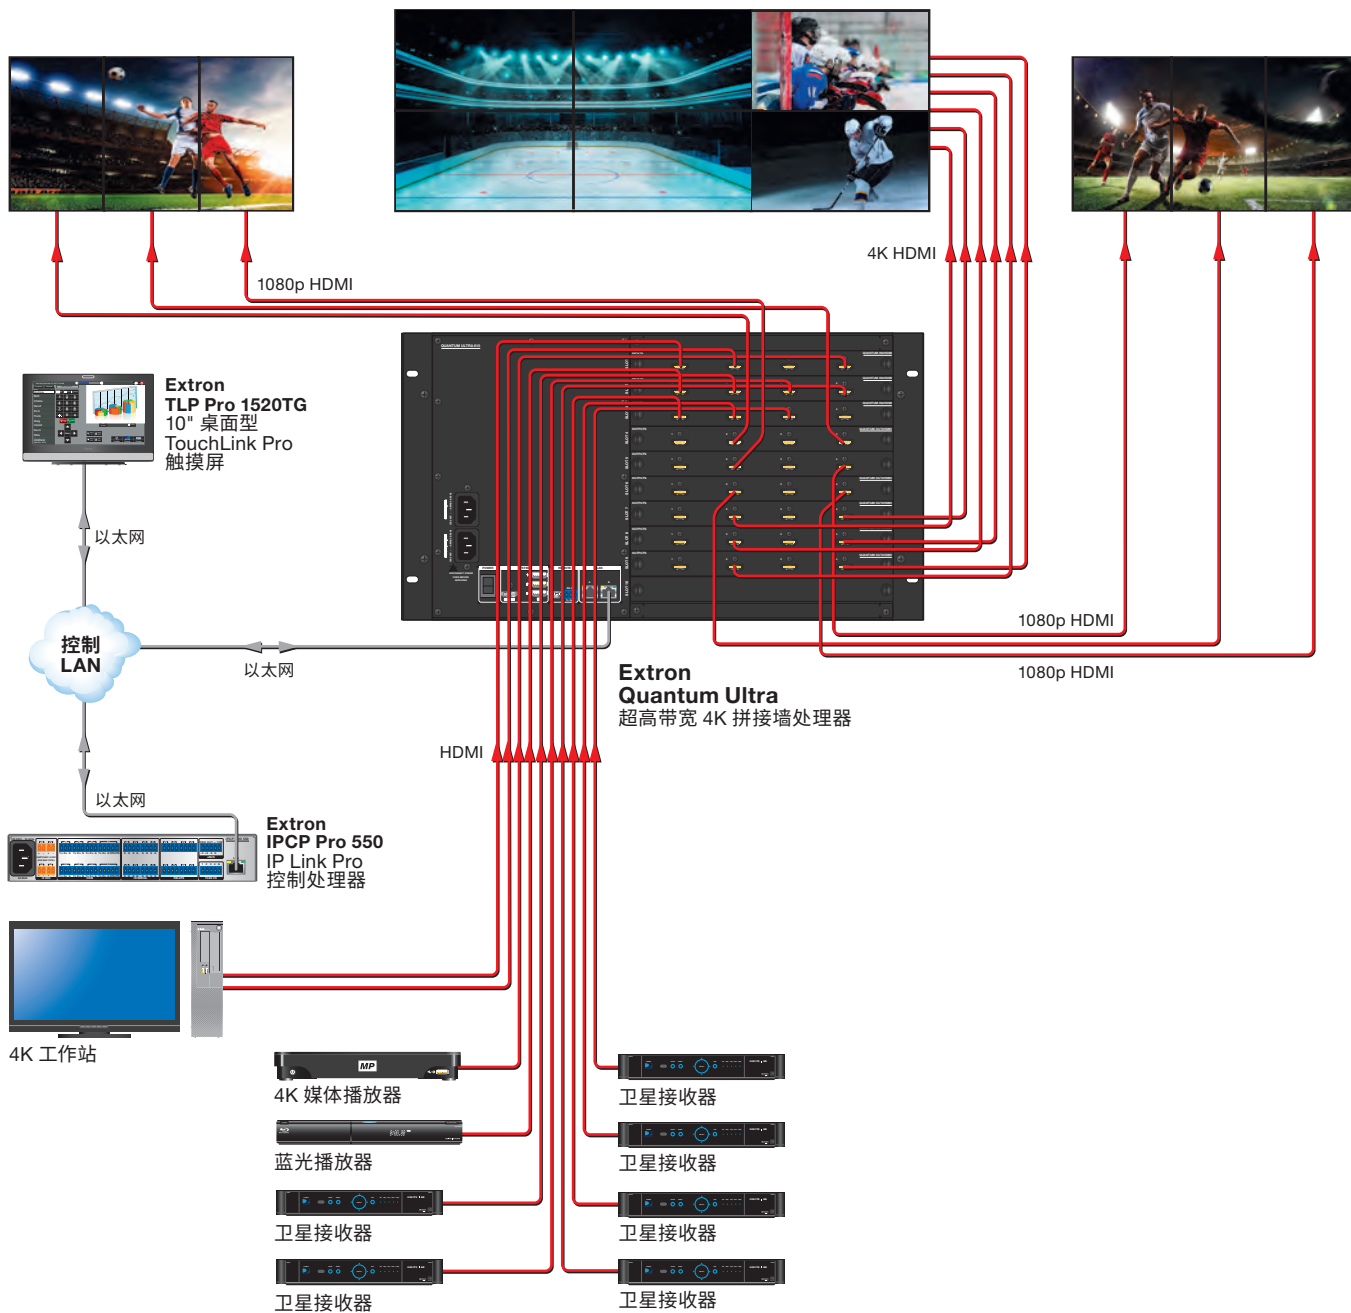 4K HDMI
1080p HDMI
QUANTUM ULTRA 610
Extron
TLP Pro 1520TG
10" 桌面型
TouchLink Pro
触摸屏
以太网
控制
LAN
以太网
1080p HDMI
1080p HDMI
Extron
Quantum Ultra
超高带宽 4K 拼接墙处理器
HDMI
以太网
Extron
IPCP Pro 550
IP Link Pro
控制处理器
4K 工作站
MP
4K 媒体播放器
卫星接收器
蓝光播放器
卫星接收器
卫星接收器
卫星接收器
卫星接收器
卫星接收器